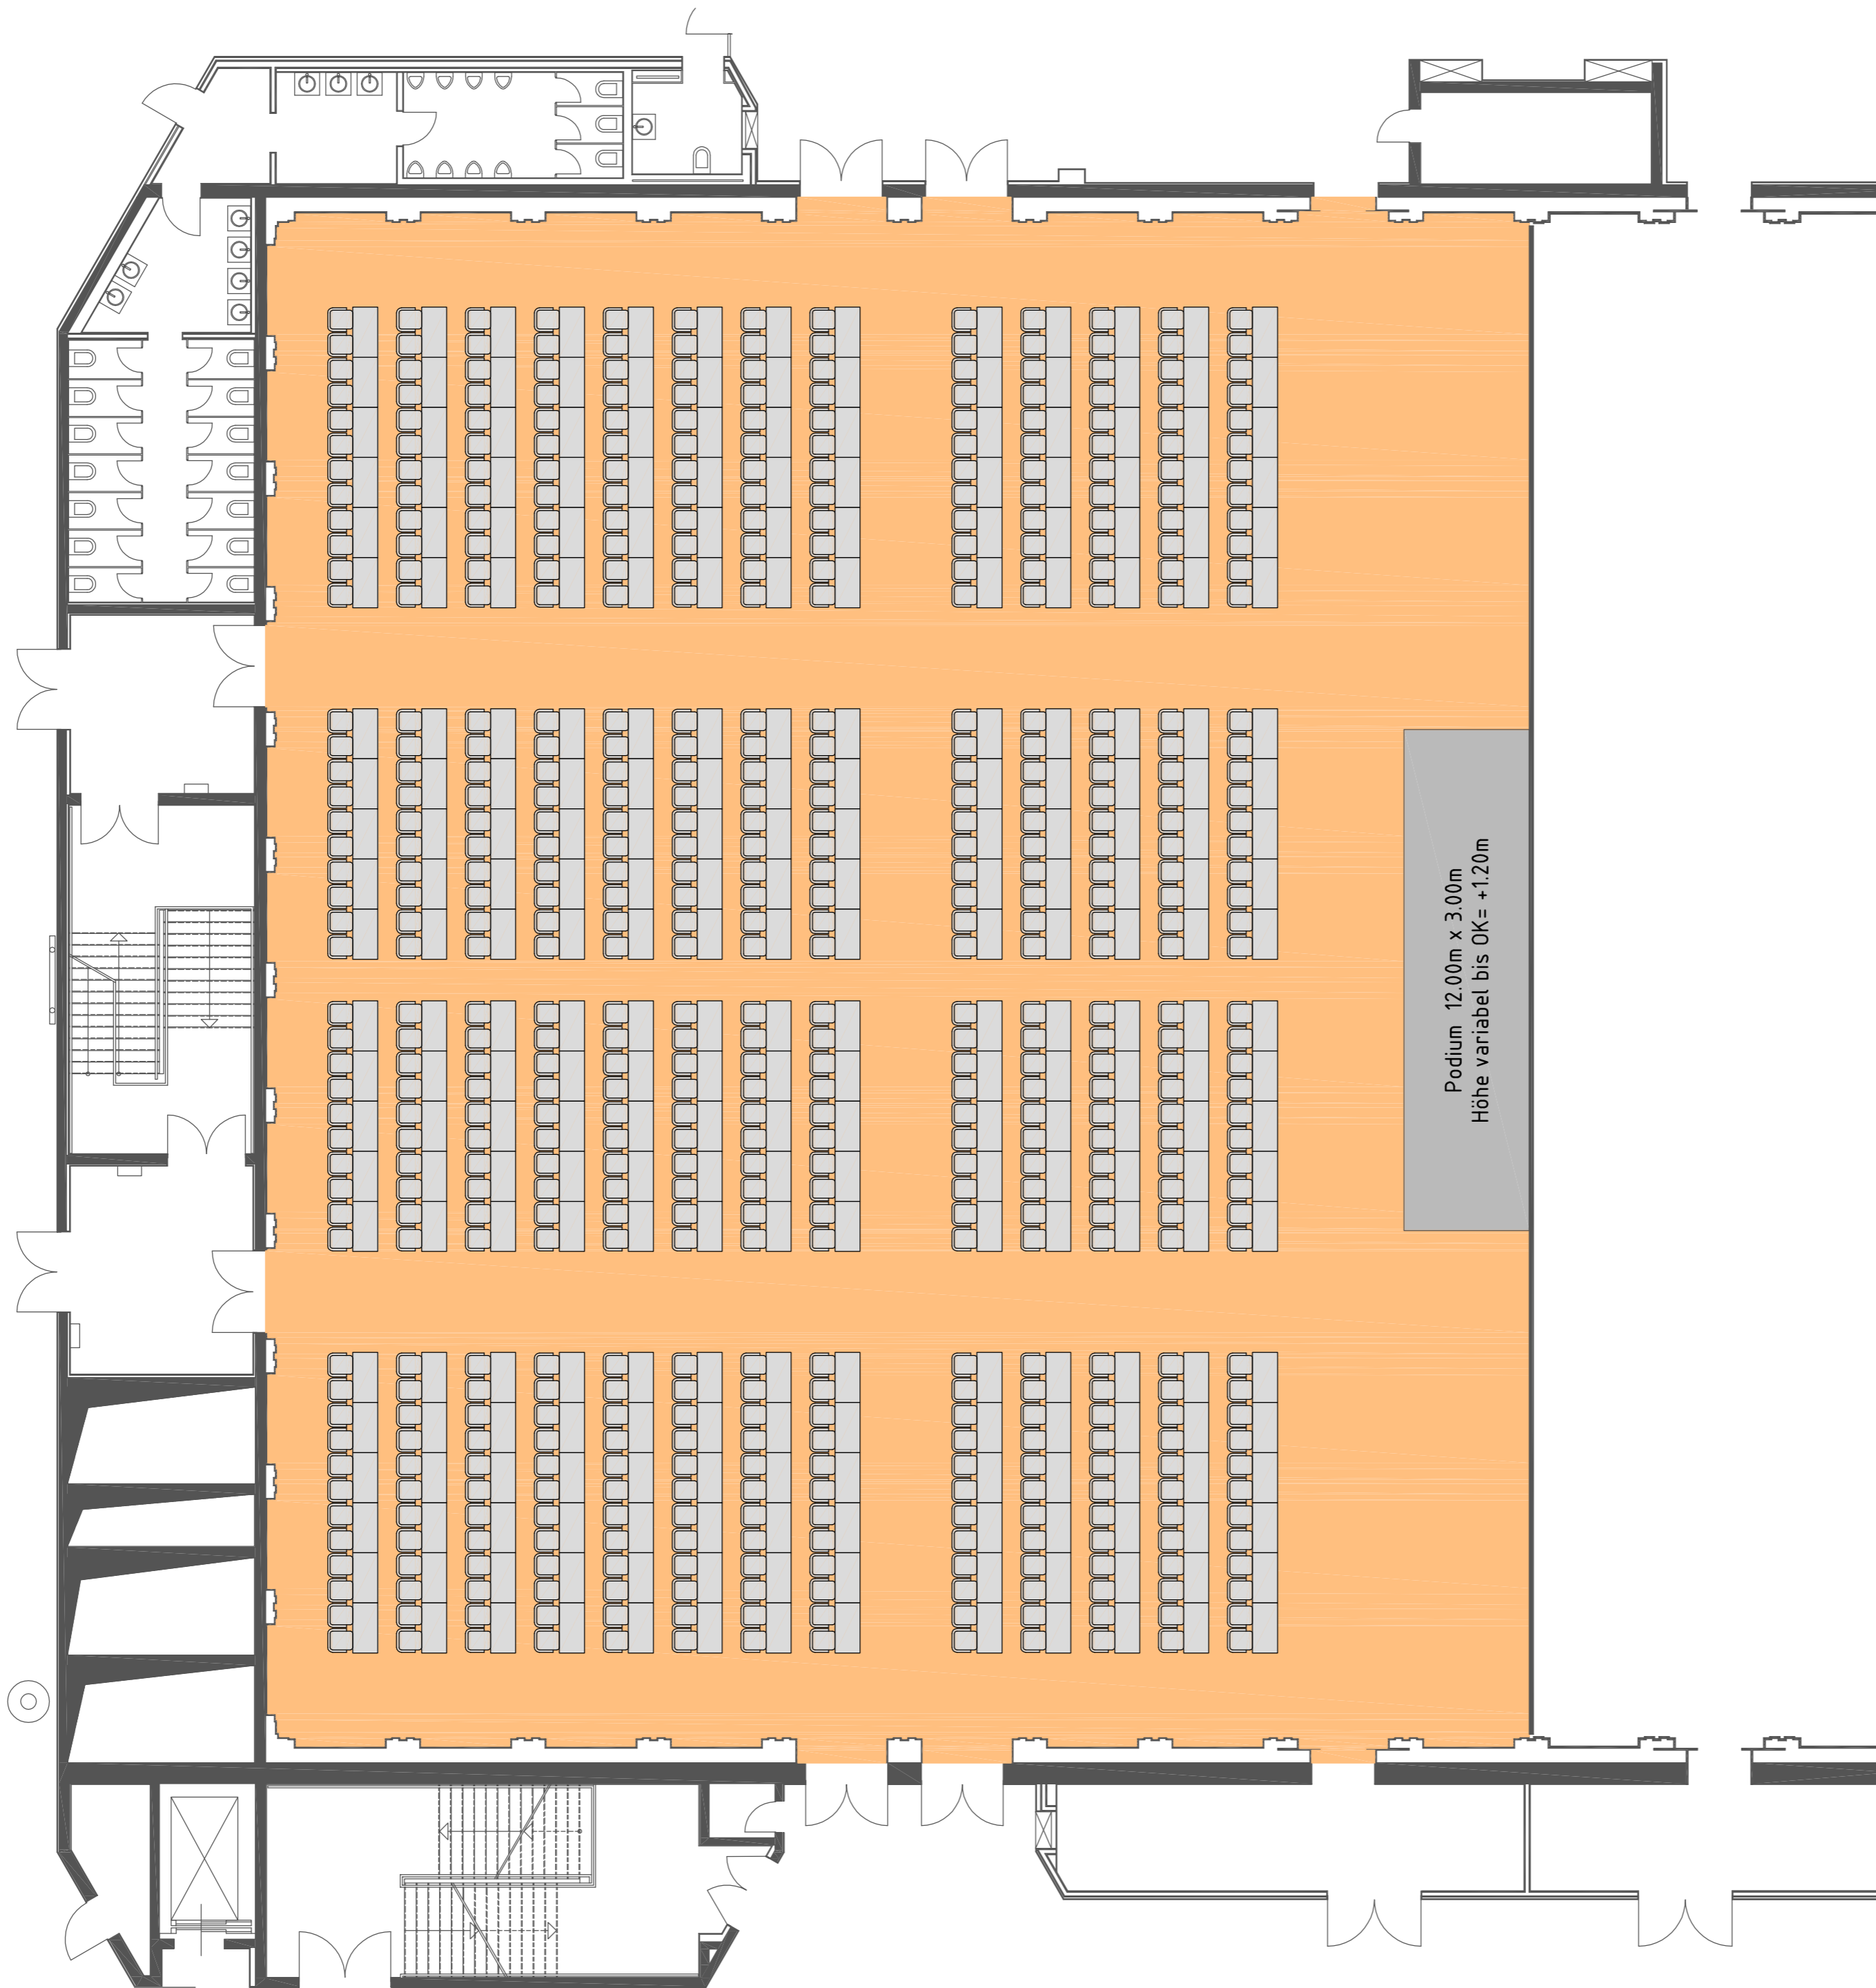 Podium 12.00m x 3.00m
Höhe variabel bis OK= +1.20m